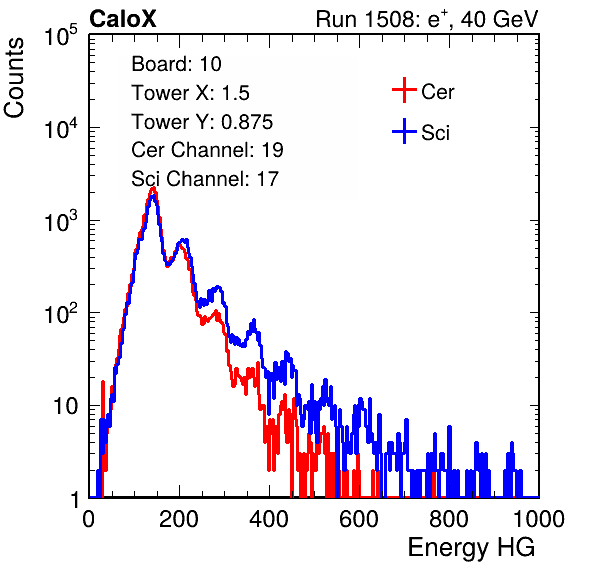 CaloX Run 1508: e⁺, 40 GeV
Counts
10⁵
10⁴
10³
10²
10
1
Board: 10
Tower X: 1.5
Tower Y: 0.875
Cer Channel: 19
Sci Channel: 17
Cer
Sci
0 200 400 600 800 1000
Energy HG